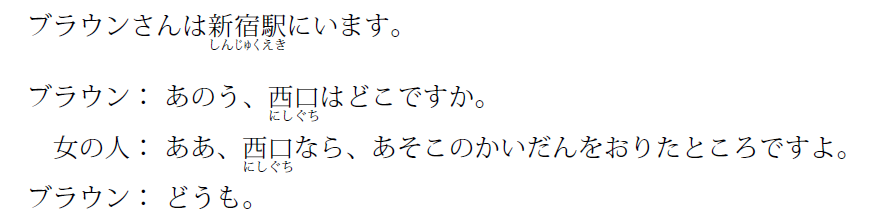 ブラウンさんは新宿駅にいます。
しんじゅくえき
ブラウン： あのう、西口はどこですか。
にしぐち
女の人： ああ、西口なら、あそこのかいだんをおりたところですよ。
にしぐち
ブラウン： どうも。